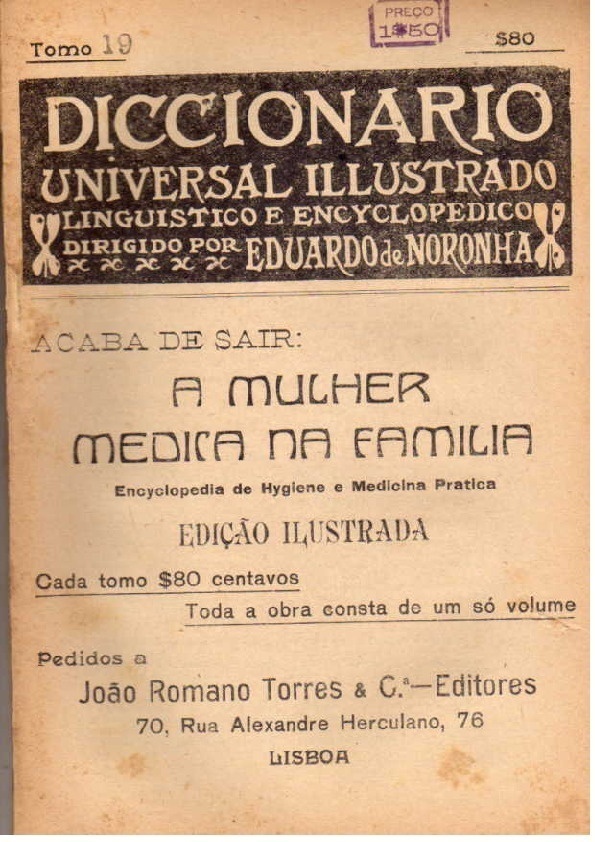 PREÇO
1$50
Tomo 19
$80
DICCIONARIO
UNIVERSAL ILLUSTRADO
LINGUISTICO E ENCYCLOPEDICO
DIRIGIDO POR EDUARDO de NORONHA
ACABA DE SAIR:
A MULHER
MEDICA NA FAMILIA
Encyclopedia de Hygiene e Medicina Pratica
EDIÇÃO ILUSTRADA
Cada tomo $80 centavos
Toda a obra consta de um só volume
Pedidos a
João Romano Torres & C.ª—Editores
70, Rua Alexandre Herculano, 76
LISBOA